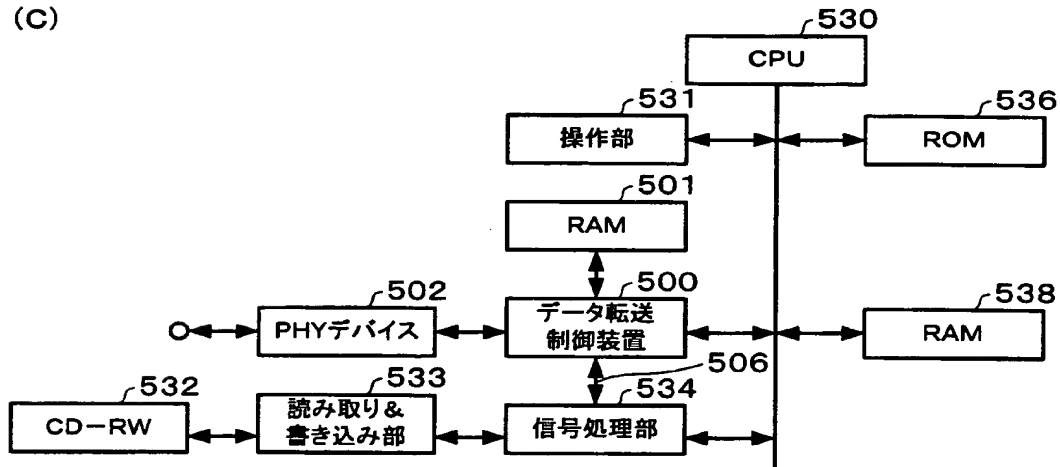 (C)
530
CPU
531
操作部
536
ROM
501
RAM
502
PHYデバイス
500
データ転送
制御装置
538
RAM
506
532
CD－RW
533
読み取り＆
書き込み部
534
信号処理部